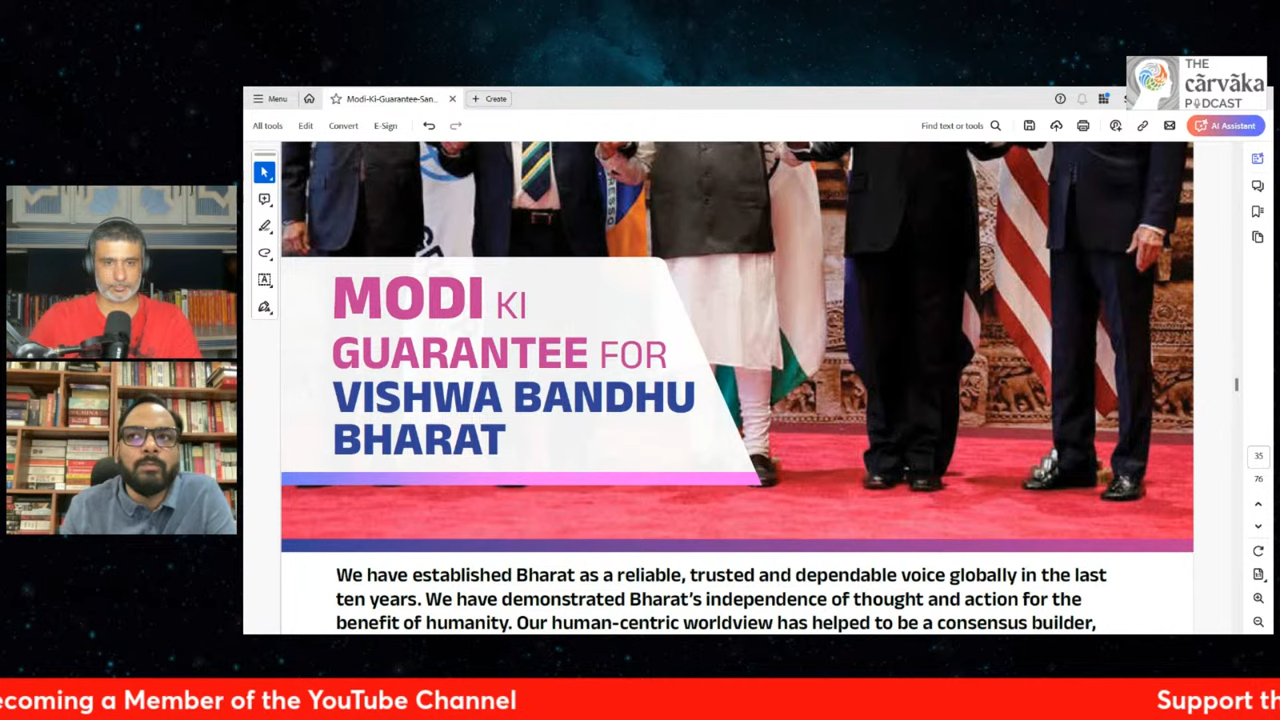 THE
cārvāka
PODCAST
Menu
Modi-Ki-Guarantee-San...
Create
All tools
Edit
Convert
E-Sign
Find text or tools
AI Assistant
MODI KI
GUARANTEE FOR
VISHWA BANDHU
BHARAT
35
76
We have established Bharat as a reliable, trusted and dependable voice globally in the last
ten years. We have demonstrated Bharat's independence of thought and action for the
benefit of humanity. Our human-centric worldview has helped to be a consensus builder,
ecoming a Member of the YouTube Channel
Support th